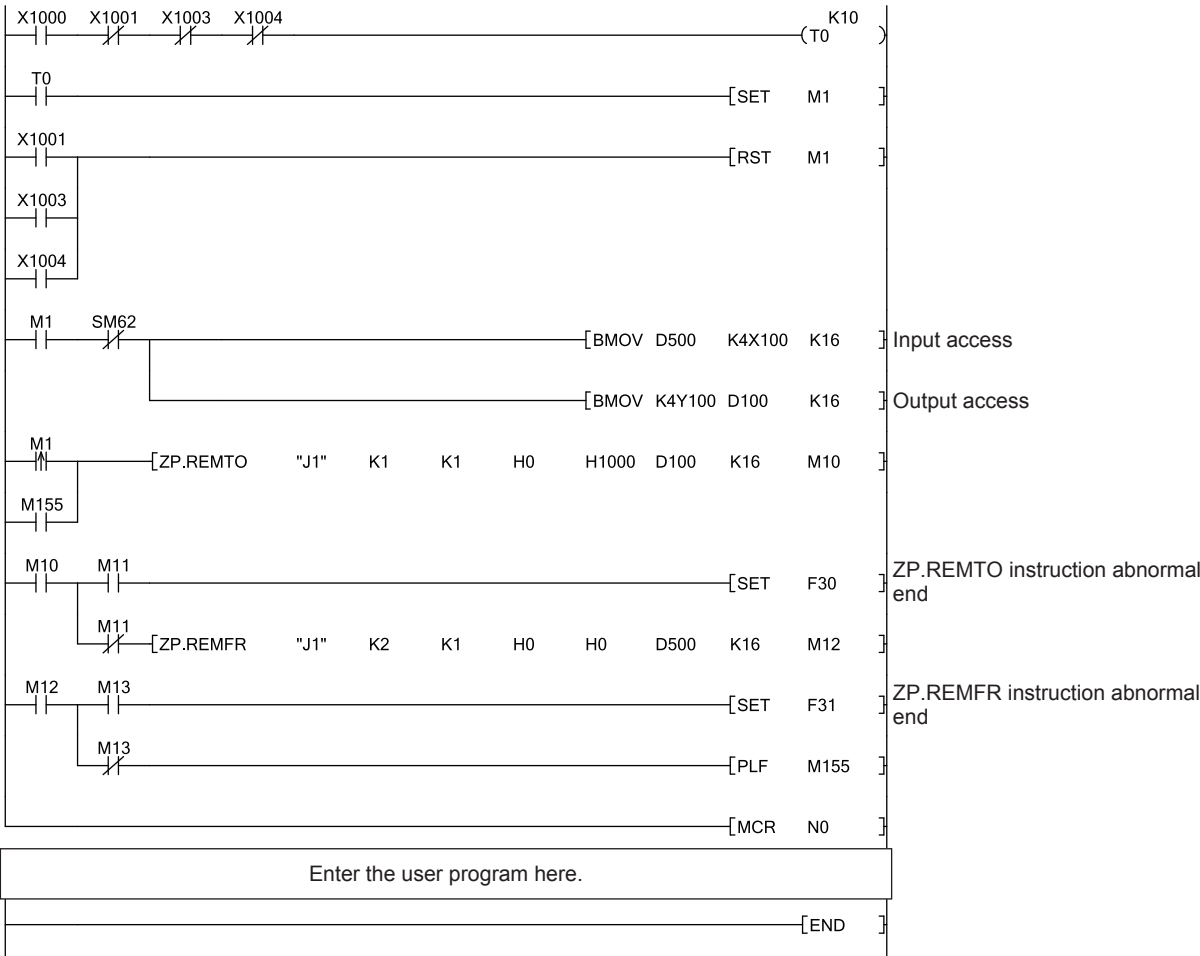 X1000 X1001 X1003 X1004 K10
T0
T0
SET M1
X1001
RST M1
X1003
X1004
M1 SM62
BMOV D500 K4X100 K16 Input access
BMOV K4Y100 D100 K16 Output access
M1
ZP.REMTO "J1" K1 K1 H0 H1000 D100 K16 M10
M155
M10 M11
SET F30 ZP.REMTO instruction abnormal
end
M11
ZP.REMFR "J1" K2 K1 H0 H0 D500 K16 M12
M12 M13
SET F31 ZP.REMFR instruction abnormal
end
M13
PLF M155
MCR N0
Enter the user program here.
END